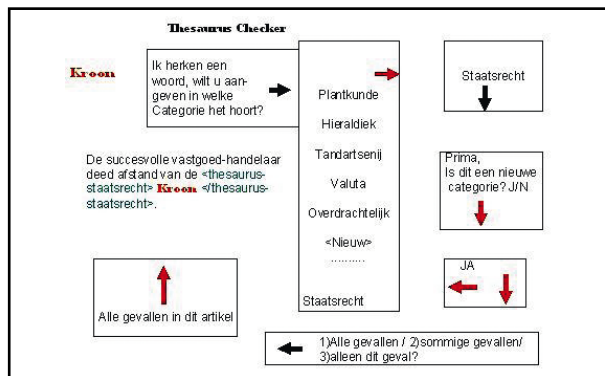 Thesaurus Checker
Kroon
Ik herken een
woord, wilt u aan-
geven in welke
Categorie het hoort?
Plantkunde
Hieraldiek
Tandartsenij
Valuta
Overdrachtelijk
<Nieuw>
..........
Staatsrecht
Staatsrecht
Prima,
Is dit een nieuwe
categorie? J/N
JA
De succesvolle vastgoed-handelaar
deed afstand van de <thesaurus-
staatsrecht> Kroon </thesaurus-
staatsrecht>.
Alle gevallen in dit artikel
1)Alle gevallen / 2)sommige gevallen/
3)alleen dit geval?